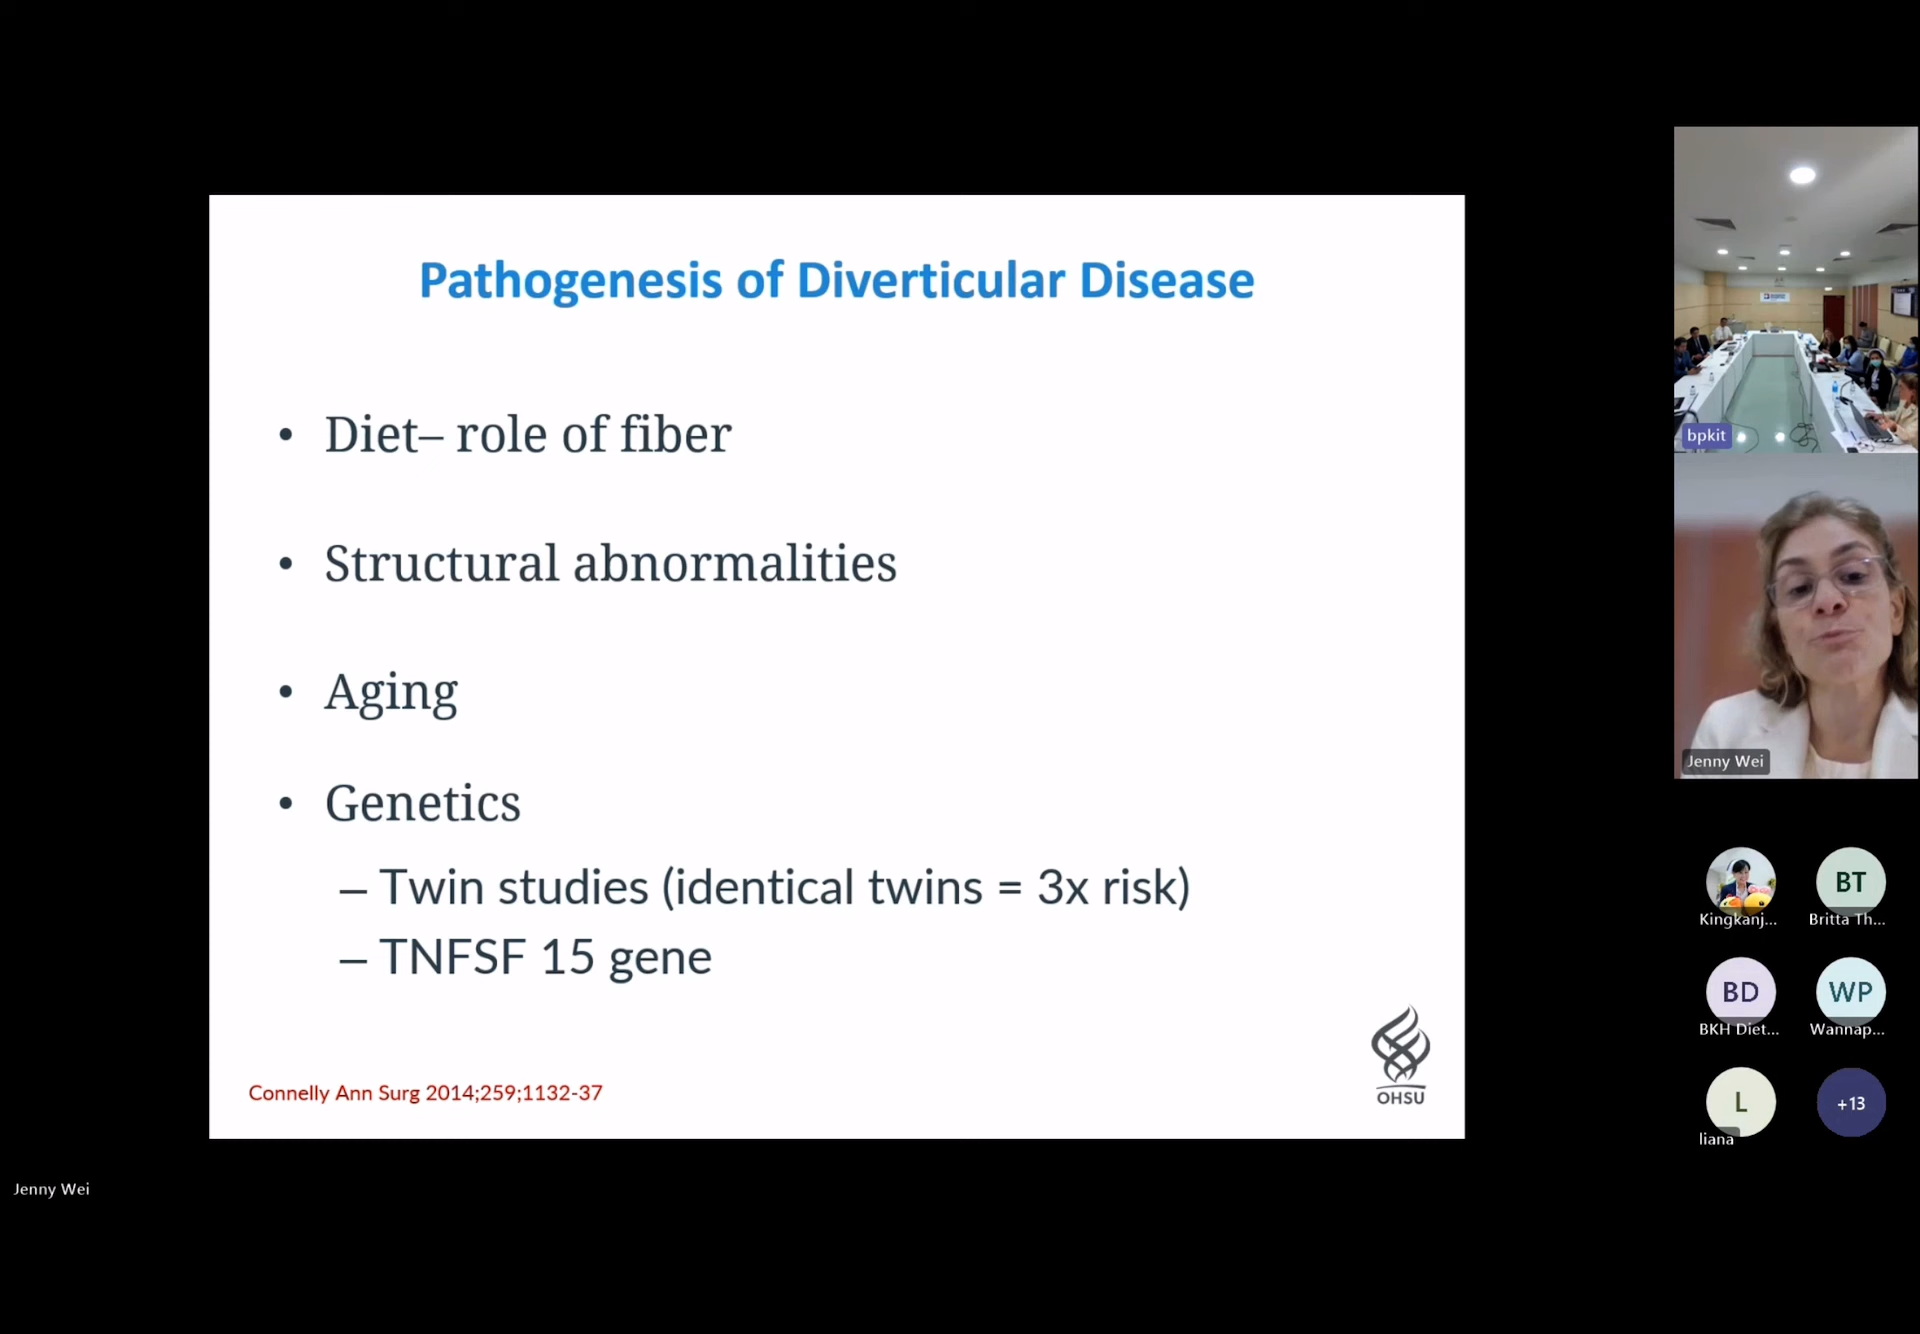 Pathogenesis of Diverticular Disease
• Diet– role of fiber
• Structural abnormalities
• Aging
• Genetics
– Twin studies (identical twins = 3x risk)
– TNFSF 15 gene
Connelly Ann Surg 2014;259;1132-37
OHSU
Jenny Wei
bpkit
Jenny Wei
Kingkanj...
BT
Britta Th...
BD
BKH Diet...
WP
Wannap...
L
liana
+13